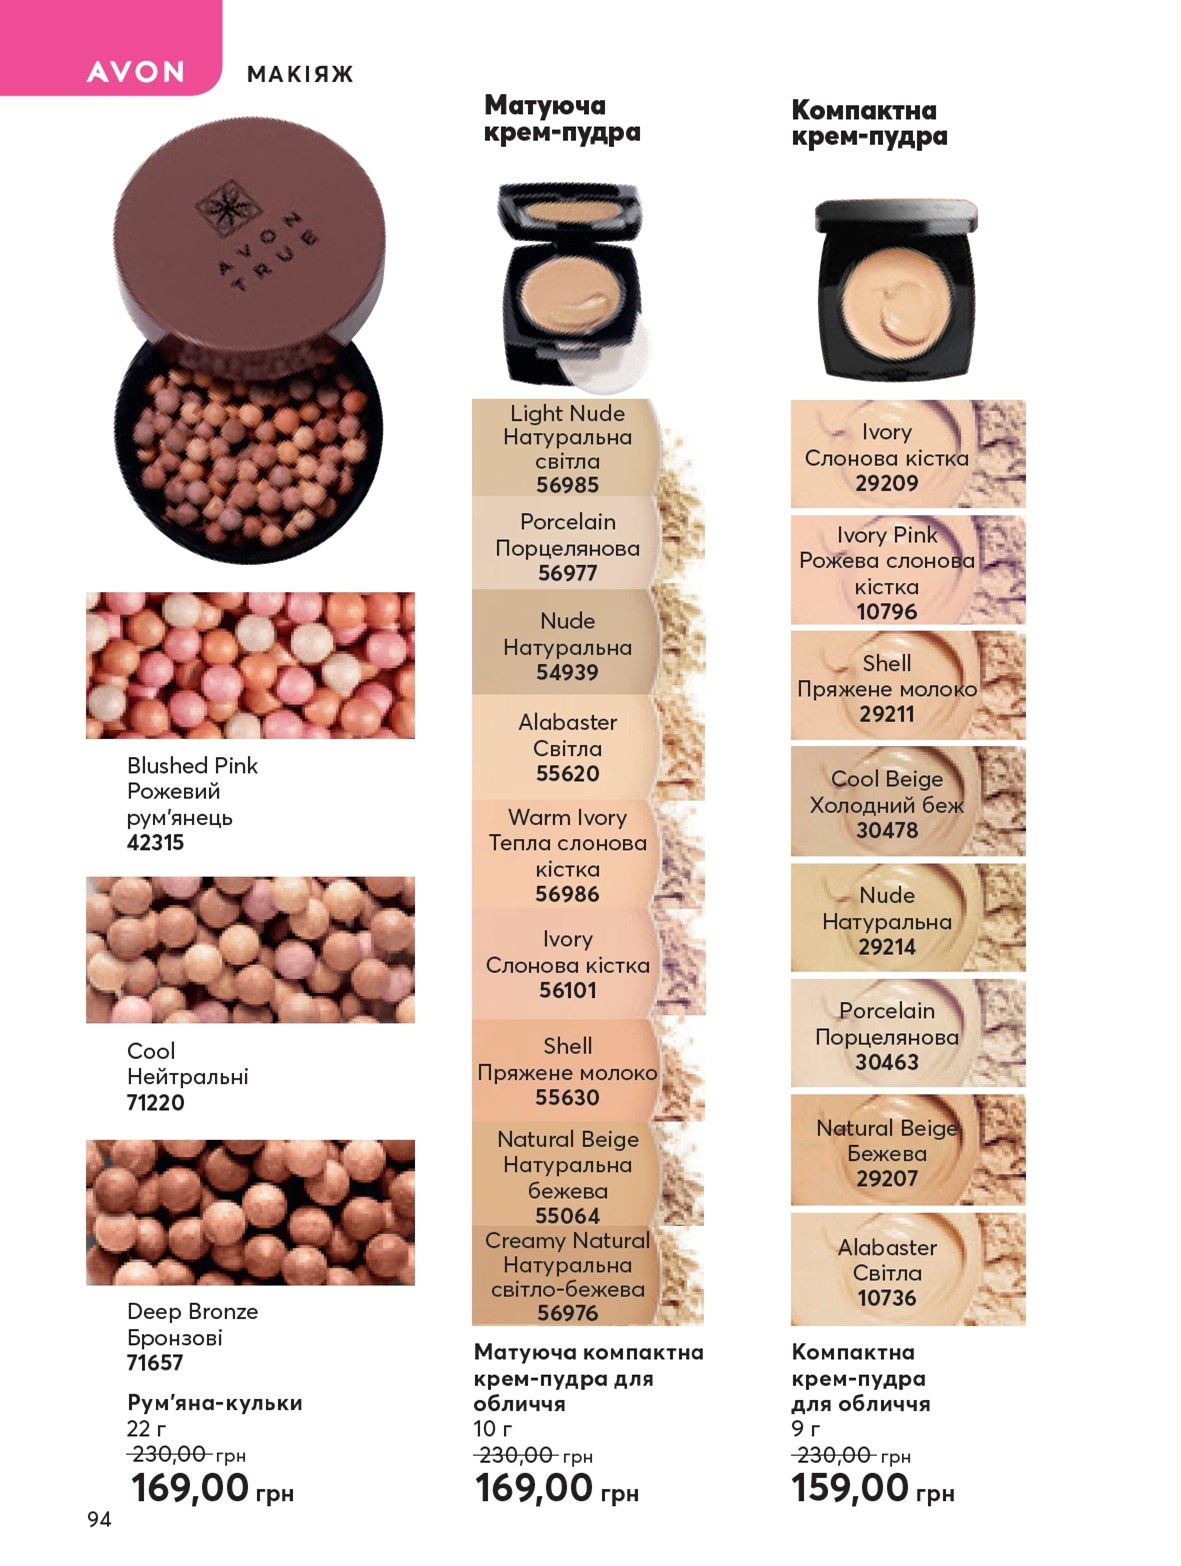 AVON
МАКІЯЖ
AVON
TRUE
Blushed Pink
Рожевий
рум'янець
42315
Cool
Нейтральні
71220
Deep Bronze
Бронзові
71657
Рум'яна-кульки
22 г
230,00 грн
169,00 грн
Матуюча
крем-пудра
Light Nude
Натуральна
світла
56985
Porcelain
Порцелянова
56977
Nude
Натуральна
54939
Alabaster
Світла
55620
Warm Ivory
Тепла слонова
кістка
56986
Ivory
Слонова кістка
56101
Shell
Пряжене молоко
55630
Natural Beige
Натуральна
бежева
55064
Creamy Natural
Натуральна
світло-бежева
56976
Матуюча компактна
крем-пудра для
обличчя
10 г
230,00 грн
169,00 грн
Компактна
крем-пудра
Ivory
Слонова кістка
29209
Ivory Pink
Рожева слонова
кістка
10796
Shell
Пряжене молоко
29211
Cool Beige
Холодний беж
30478
Nude
Натуральна
29214
Porcelain
Порцелянова
30463
Natural Beige
Бежева
29207
Alabaster
Світла
10736
Компактна
крем-пудра
для обличчя
9 г
230,00 грн
159,00 грн
94